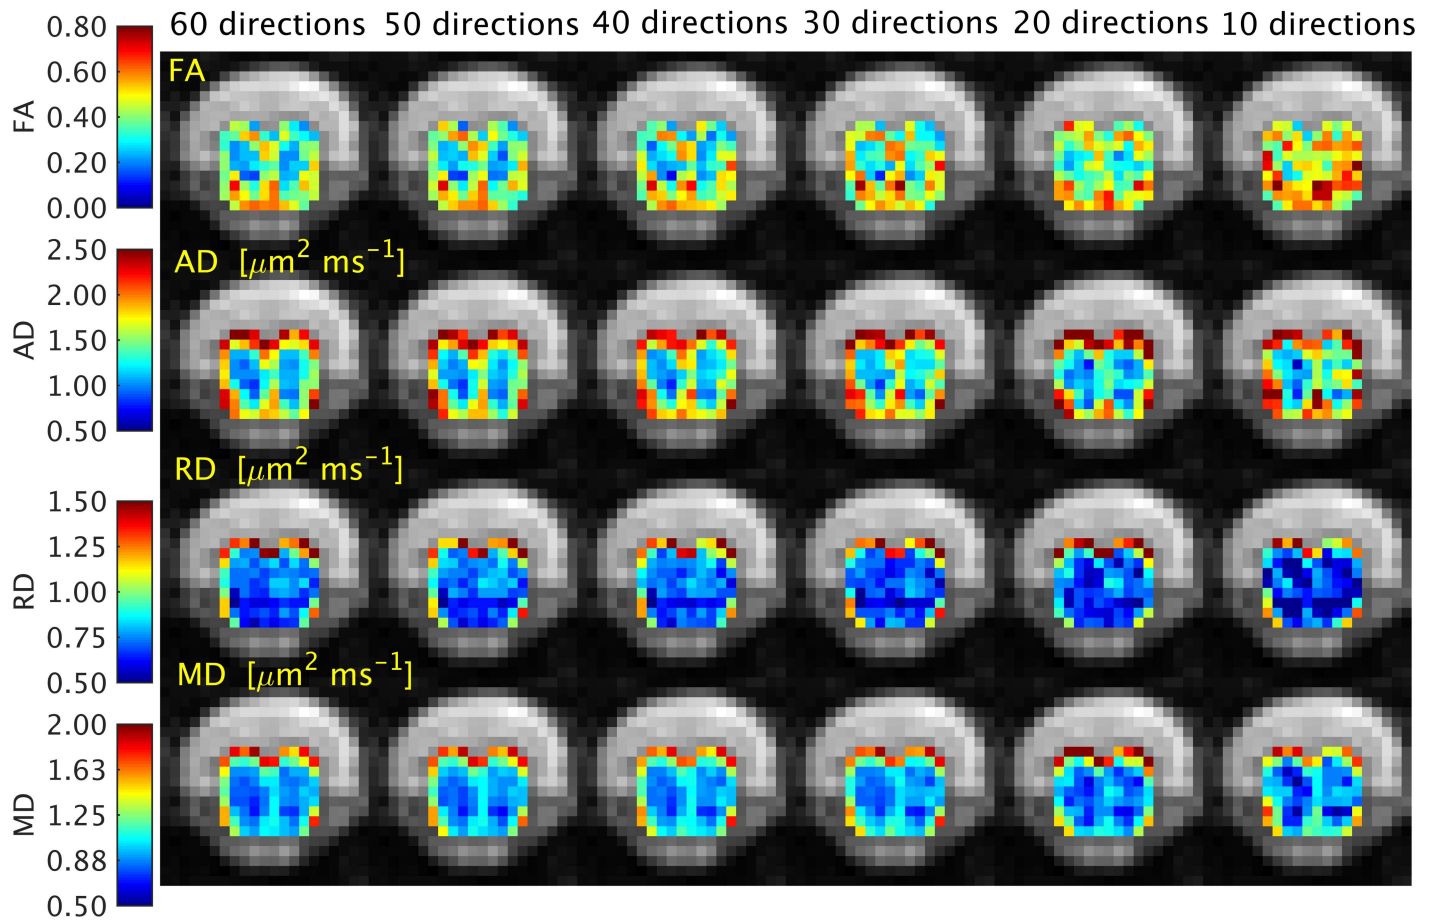 60 directions 50 directions 40 directions 30 directions 20 directions 10 directions
FA
0.80
0.60
0.40
0.20
0.00
FA
AD [μm² ms⁻¹]
2.50
2.00
1.50
1.00
0.50
AD
RD [μm² ms⁻¹]
1.50
1.25
1.00
0.75
0.50
RD
MD [μm² ms⁻¹]
2.00
1.63
1.25
0.88
0.50
MD